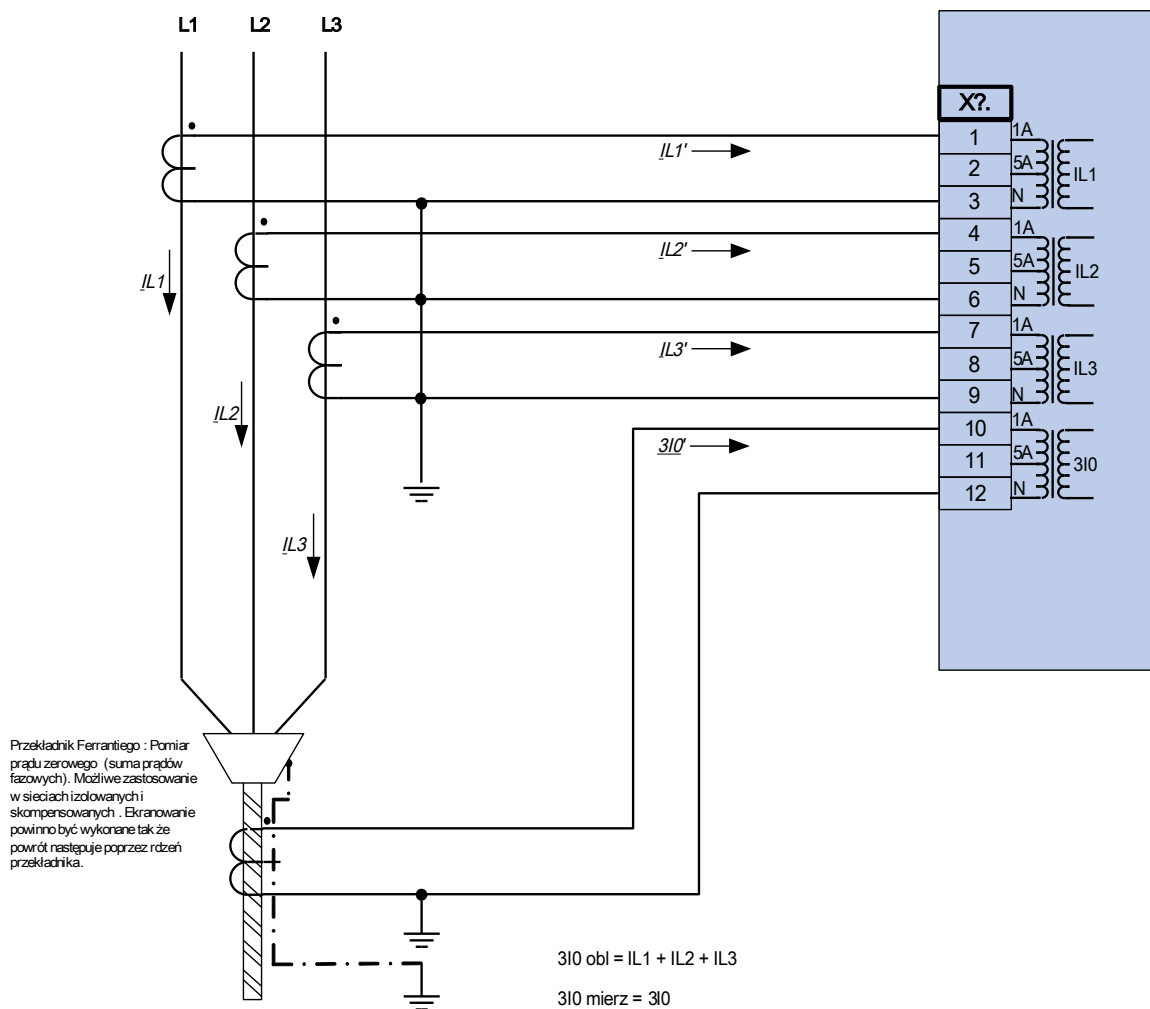 L1 L2 L3
X?.
1 1A
2 5A
3 N
IL1
4 1A
5 5A
6 N
IL2
7 1A
8 5A
9 N
IL3
10 1A
11 5A
12 N
3I0
IL1'
IL2'
IL3'
3I0'
IL1
IL2
IL3
Przekładnik Ferrantiego : Pomiar
prądu zerowego (suma prądów
fazowych). Możliwe zastosowanie
w sieciach izolowanych i
skompensowanych . Ekranowanie
powinno być wykonane tak że
powrót następuje poprzez rdzeń
przekładnika.
3I0 obl = IL1 + IL2 + IL3
3I0 mierz = 3I0